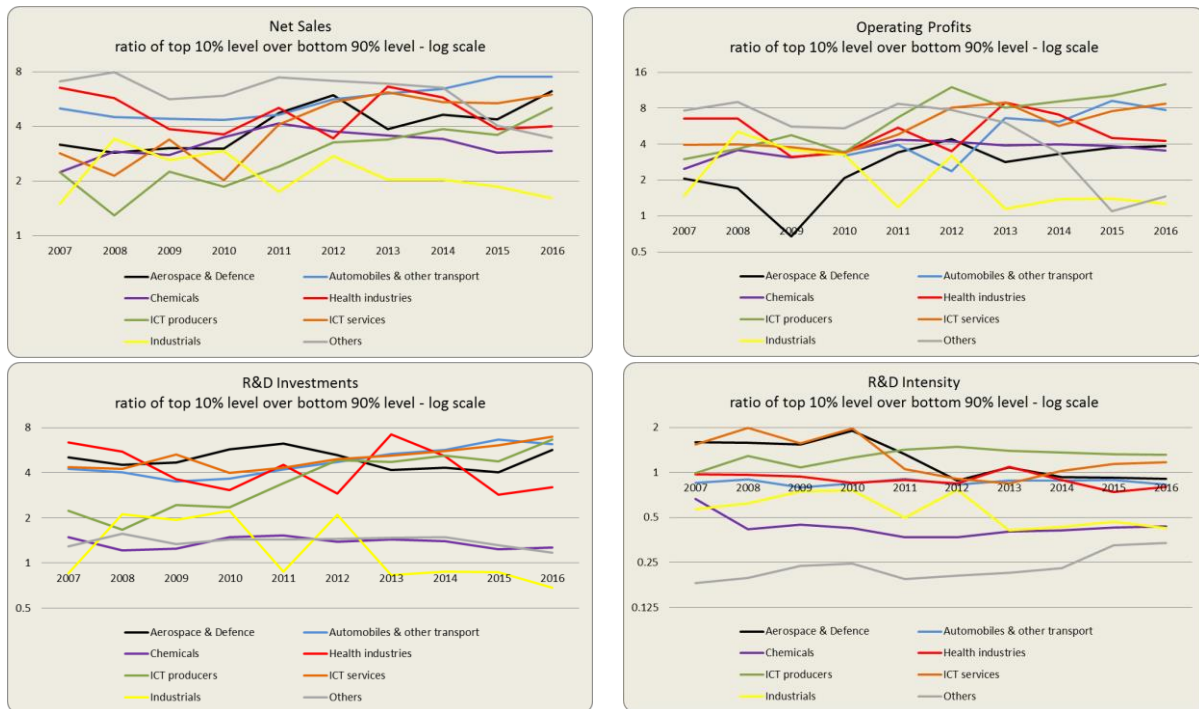 Net Sales
ratio of top 10% level over bottom 90% level - log scale
8
4
2
1
2007 2008 2009 2010 2011 2012 2013 2014 2015 2016
Aerospace & Defence Automobiles & other transport
Chemicals Health industries
ICT producers ICT services
Industrials Others
Operating Profits
ratio of top 10% level over bottom 90% level - log scale
16
8
4
2
1
2007 2008 2009 2010 2011 2012 2013 2014 2015 2016
0.5
Aerospace & Defence Automobiles & other transport
Chemicals Health industries
ICT producers ICT services
Industrials Others
R&D Investments
ratio of top 10% level over bottom 90% level - log scale
8
4
2
1
2007 2008 2009 2010 2011 2012 2013 2014 2015 2016
0.5
Aerospace & Defence Automobiles & other transport
Chemicals Health industries
ICT producers ICT services
Industrials Others
R&D Intensity
ratio of top 10% level over bottom 90% level - log scale
2
1
2007 2008 2009 2010 2011 2012 2013 2014 2015 2016
0.5
0.25
0.125
Aerospace & Defence Automobiles & other transport
Chemicals Health industries
ICT producers ICT services
Industrials Others